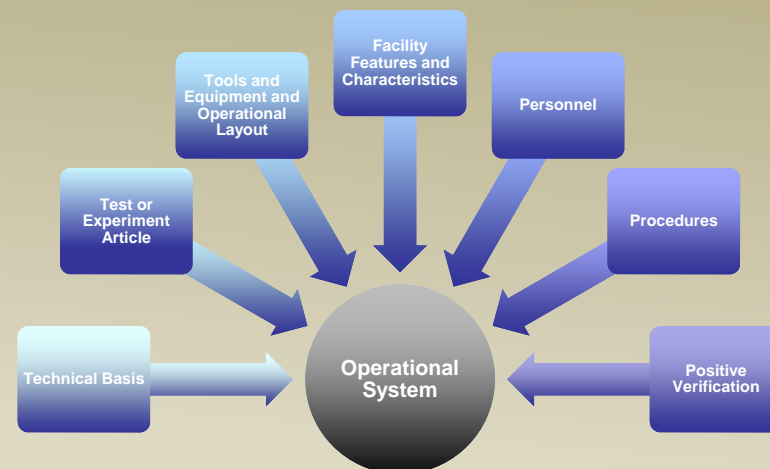 Facility
Features and
Characteristics
Tools and
Equipment and
Operational
Layout
Personnel
Test or
Experiment
Article
Procedures
Technical Basis
Operational
System
Positive
Verification